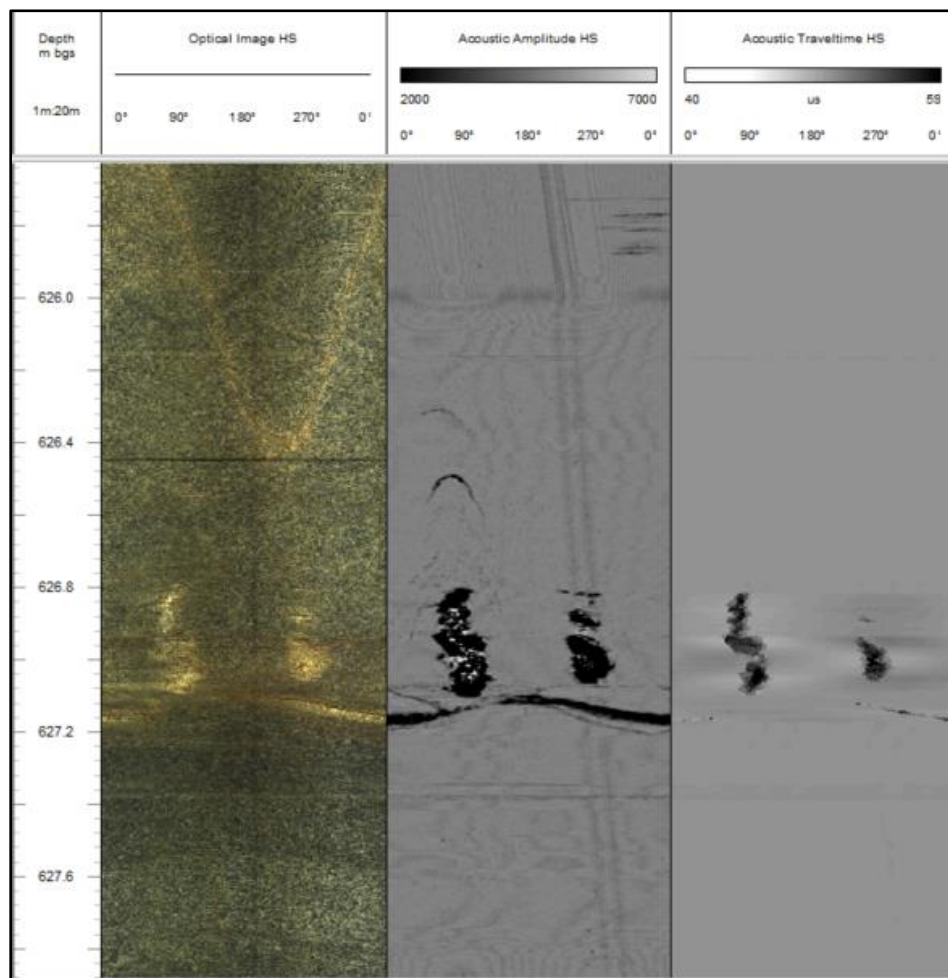 Depth
m bgs
1m:20m
Optical Image HS
0° 90° 180° 270° 0°
Acoustic Amplitude HS
2000 7000
0° 90° 180° 270° 0'
Acoustic Traveltime HS
40 us 59
0° 90° 180° 270° 0'
626.0
626.4
626.8
627.2
627.6